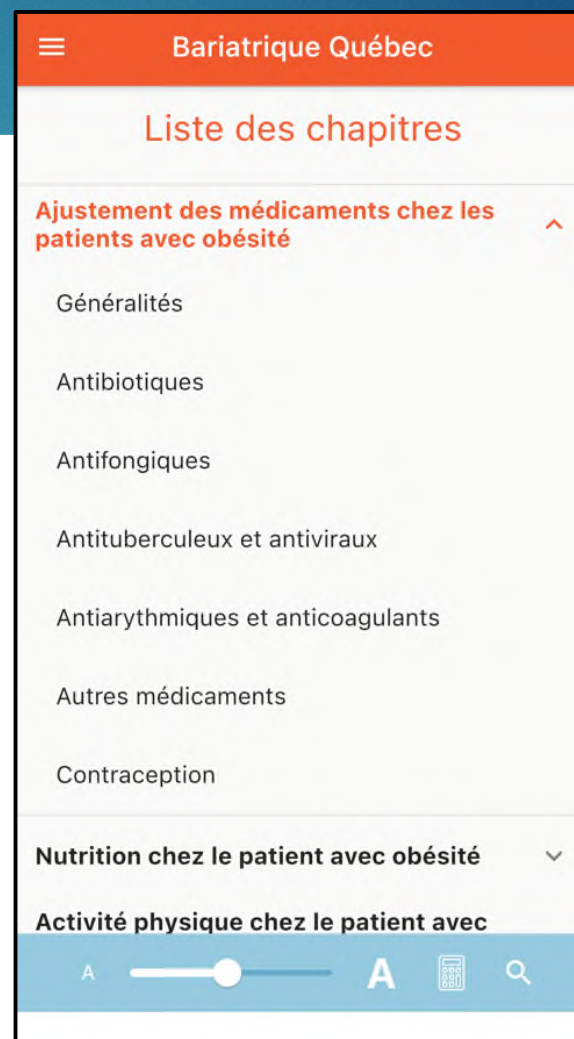 Bariatrique Québec
Liste des chapitres
Ajustement des médicaments chez les
patients avec obésité
Généralités
Antibiotiques
Antifongiques
Antituberculeux et antiviraux
Antiarythmiques et anticoagulants
Autres médicaments
Contraception
Nutrition chez le patient avec obésité
Activité physique chez le patient avec
A A